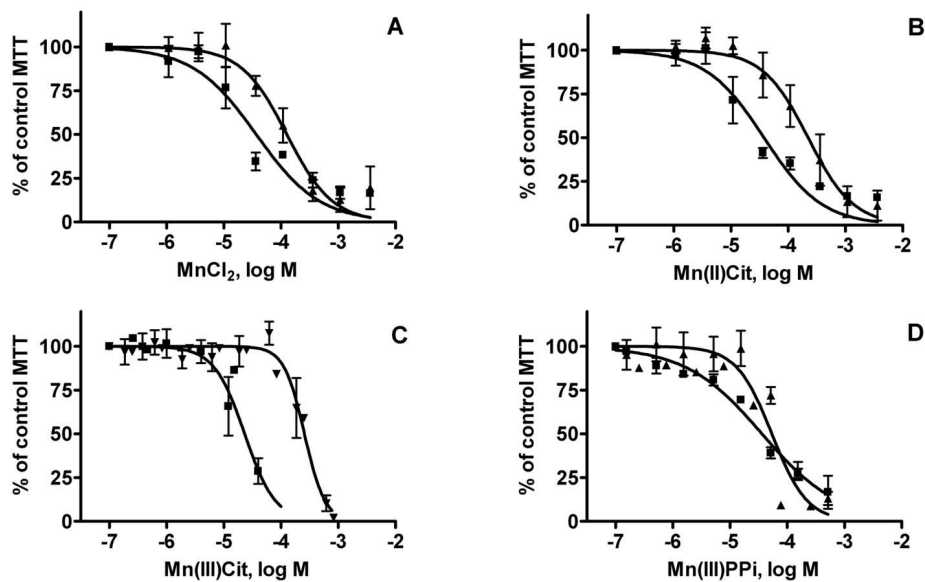 A
% of control MTT
100
75
50
25
0
-7 -6 -5 -4 -3 -2
MnCl₂, log M
B
% of control MTT
100
75
50
25
0
-7 -6 -5 -4 -3 -2
Mn(II)Cit, log M
C
% of control MTT
100
75
50
25
0
-7 -6 -5 -4 -3 -2
Mn(III)Cit, log M
D
% of control MTT
100
75
50
25
0
-7 -6 -5 -4 -3 -2
Mn(III)PPi, log M